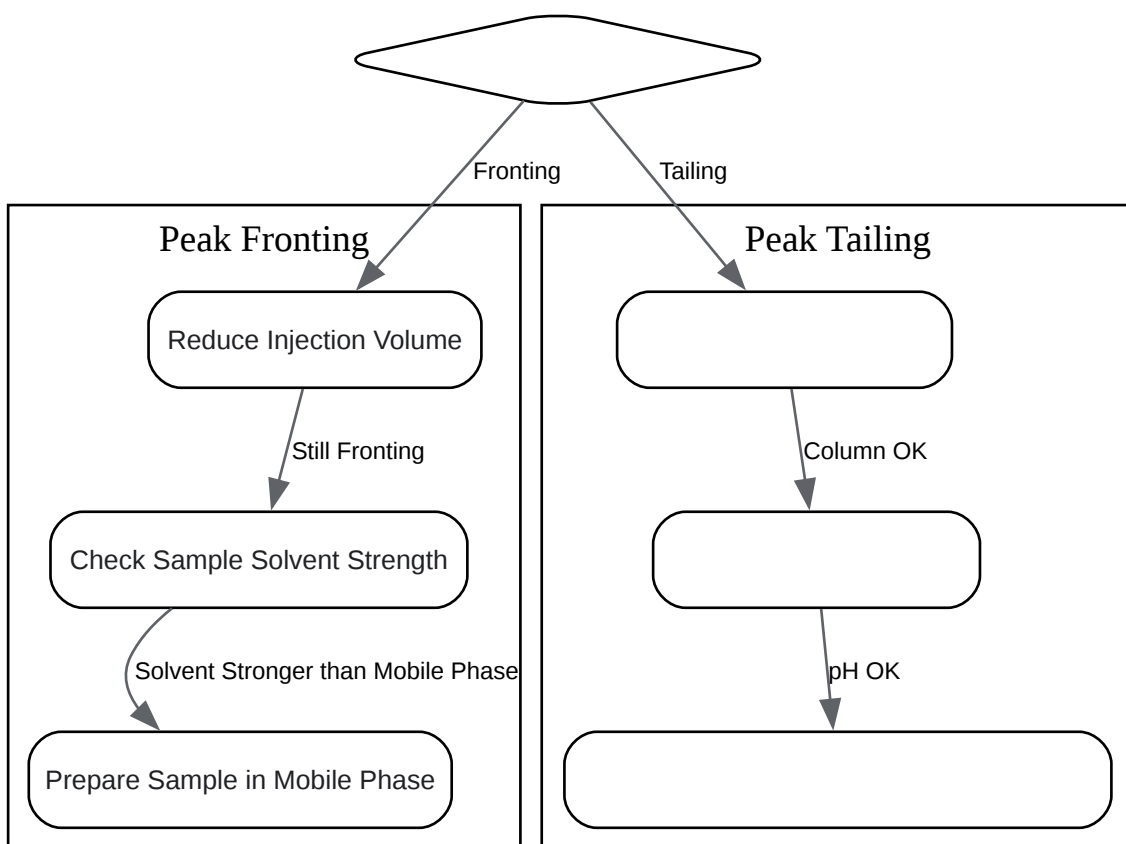 Fronting
Tailing
Peak Fronting
Peak Tailing
Reduce Injection Volume
Still Fronting
Column OK
Check Sample Solvent Strength
Solvent Stronger than Mobile Phase
pH OK
Prepare Sample in Mobile Phase